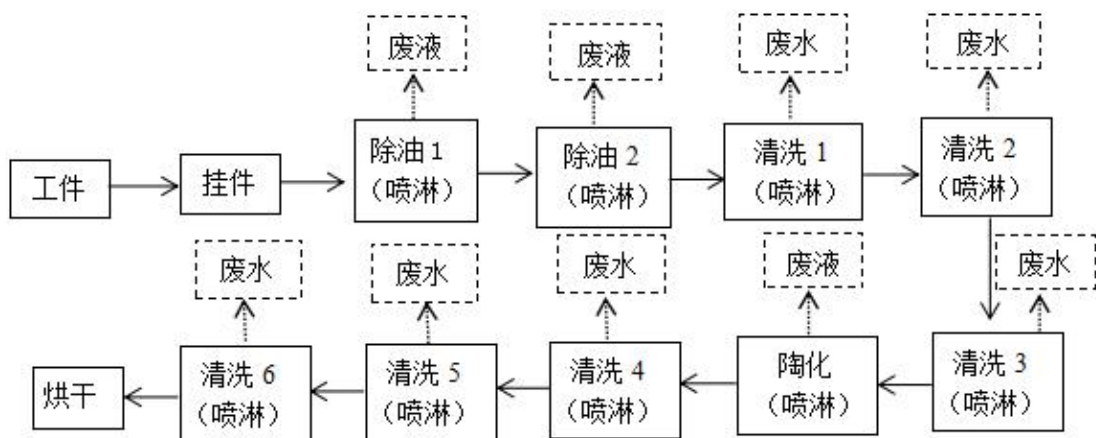 废液
废液
废水
废水
工件
挂件
除油 1
（喷淋）
除油 2
（喷淋）
清洗 1
（喷淋）
清洗 2
（喷淋）
废水
废水
废水
废液
废水
烘干
清洗 6
（喷淋）
清洗 5
（喷淋）
清洗 4
（喷淋）
陶化
（喷淋）
清洗 3
（喷淋）